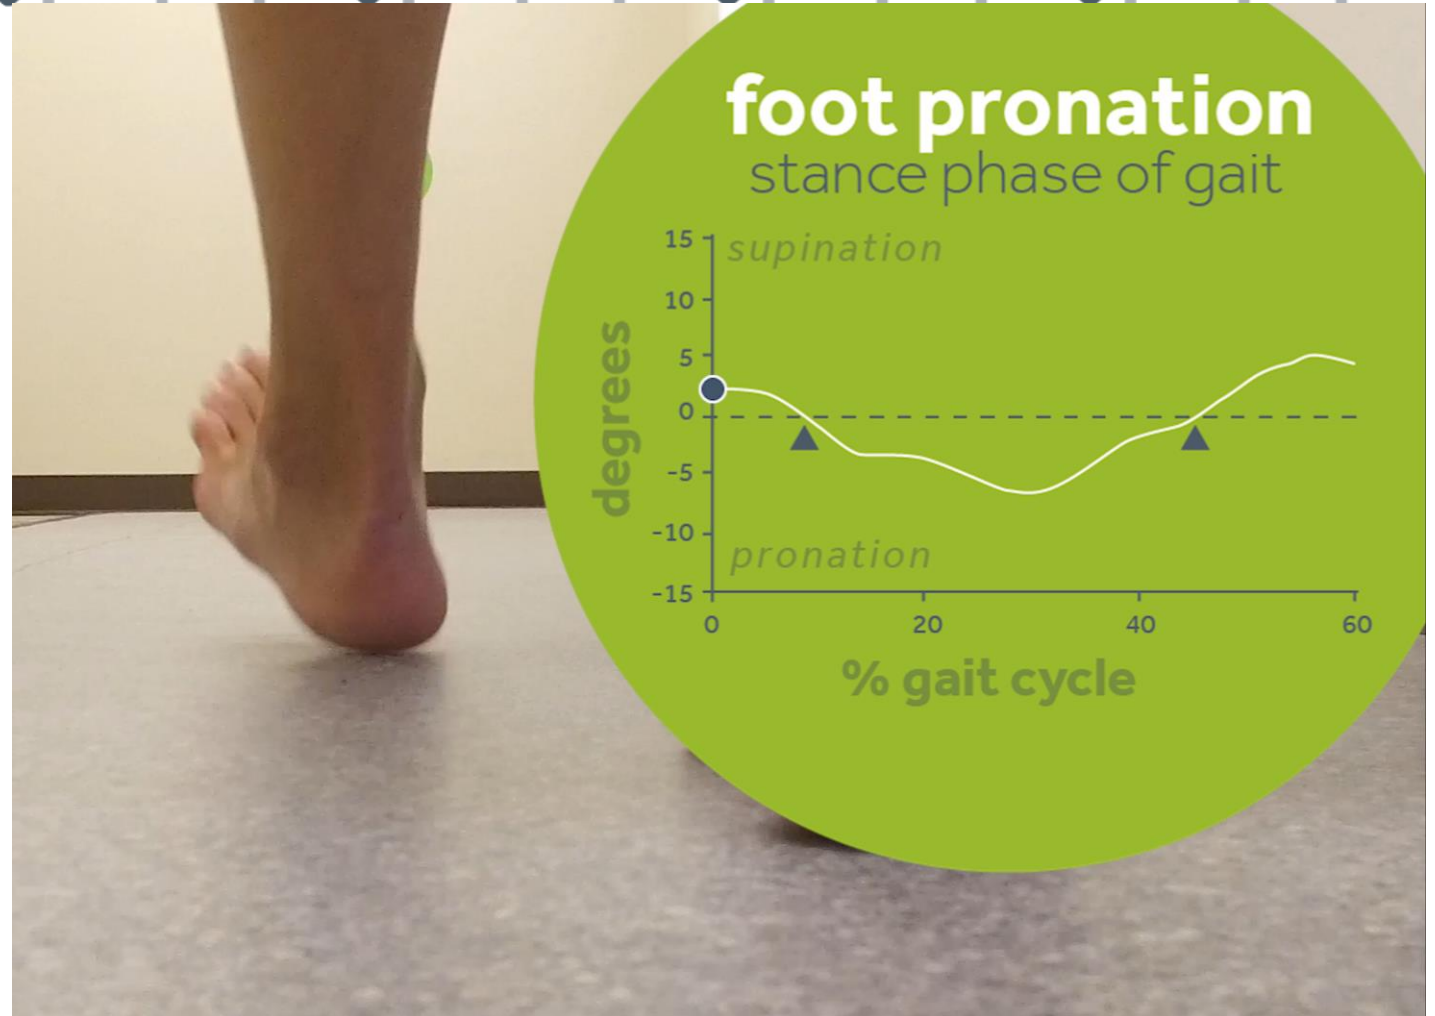 foot pronation
stance phase of gait
15
supination
10
5
0
-5
-10
pronation
-15
degrees
0 20 40 60
% gait cycle